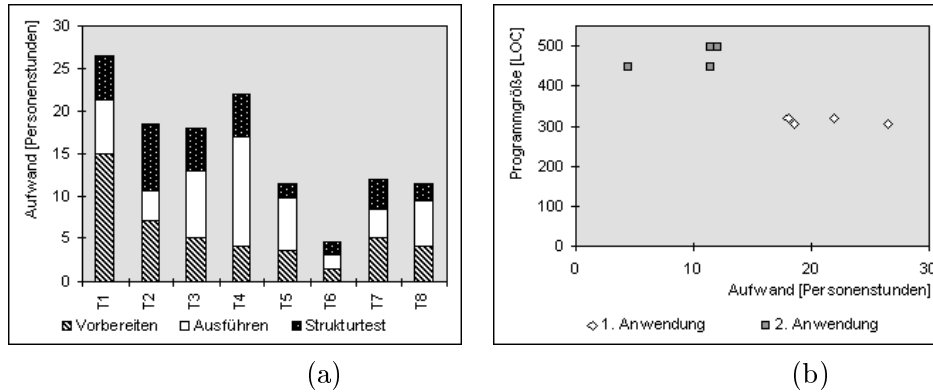 Aufwand [Personenstunden]
30
25
20
15
10
5
0
T1 T2 T3 T4 T5 T6 T7 T8
Vorbereiten Ausführen Strukturtest
(a)
Programmgröße [LOC]
500
400
300
200
100
0
0 10 20 30
Aufwand [Personenstunden]
1. Anwendung 2. Anwendung
(b)